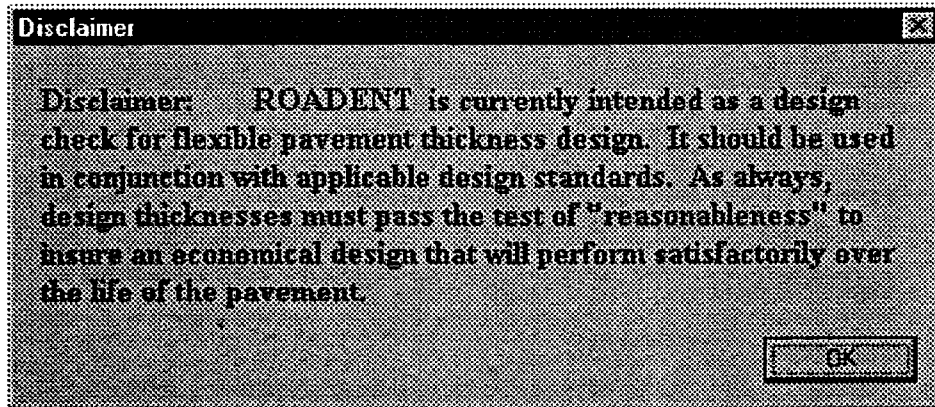 Disclaimer
Disclaimer: ROADENT is currently intended as a design
check for flexible pavement thickness design. It should be used
in conjunction with applicable design standards. As always,
design thicknesses must pass the test of "reasonableness" to
insure an economical design that will perform satisfactorily over
the life of the pavement.
OK